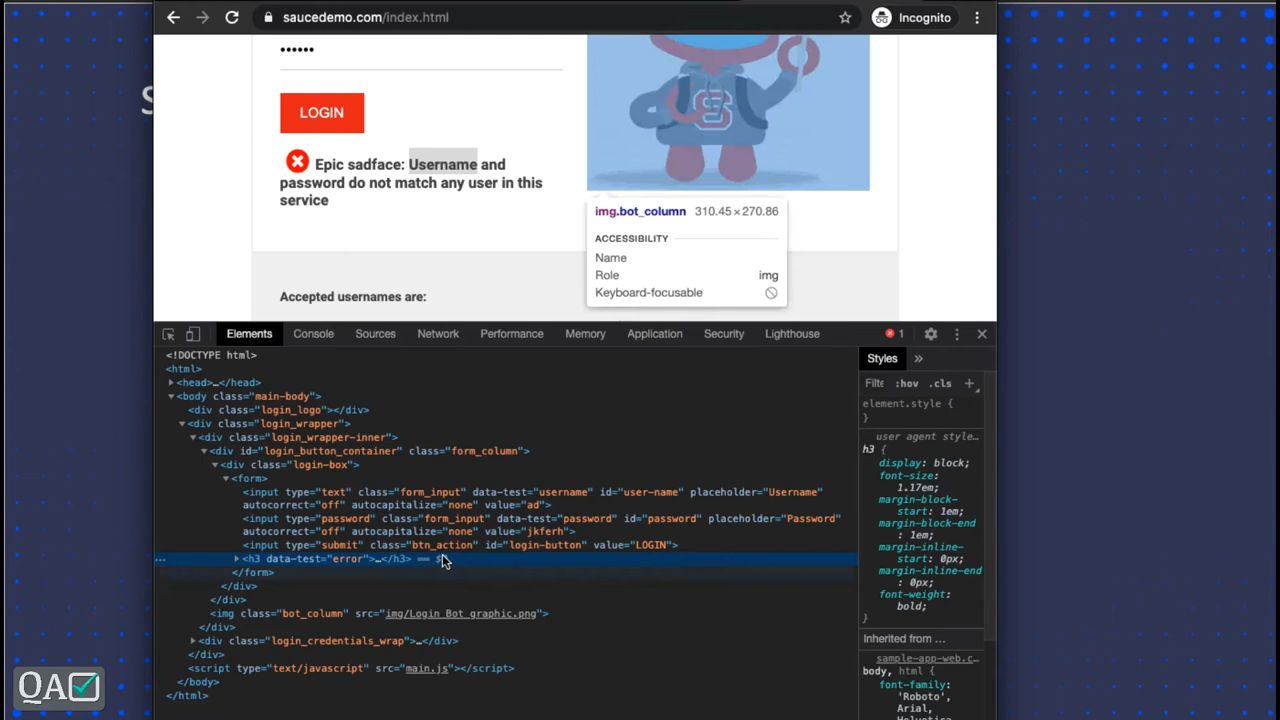 saucedemo.com/index.html
Incognito
S
••••••
LOGIN
Epic sadface: Username and
password do not match any user in this
service
Accepted usernames are:
S
img.bot_column 310.45 × 270.86
ACCESSIBILITY
Name
Role img
Keyboard-focusable
Elements Console Sources Network Performance Memory Application Security Lighthouse 1
<!DOCTYPE html>
<html>
<head>…</head>
<body class="main-body">
<div class="login_logo"></div>
<div class="login_wrapper">
<div class="login_wrapper-inner">
<div id="login_button_container" class="form_column">
<div class="login-box">
<form>
<input type="text" class="form_input" data-test="username" id="user-name" placeholder="Username"
autocorrect="off" autocapitalize="none" value="ad">
<input type="password" class="form_input" data-test="password" id="password" placeholder="Password"
autocorrect="off" autocapitalize="none" value="jkferh">
<input type="submit" class="btn_action" id="login-button" value="LOGIN">
… <h3 data-test="error">…</h3> ==
</form>
</div>
</div>
<img class="bot_column" src="img/Login_Bot_graphic.png">
</div>
<div class="login_credentials_wrap">…</div>
</div>
<script type="text/javascript" src="main.js"></script>
</body>
</html>
Styles »
Filte :hov .cls +
element.style {
}
user agent style…
h3 {
display: block;
font-size:
1.17em;
margin-block-
start: 1em;
margin-block-end
: 1em;
margin-inline-
start: 0px;
margin-inline-end
: 0px;
font-weight:
bold;
}
Inherited from …
sample-app-web.c…
body, html {
font-family:
'Roboto',
Arial,
Helvetica
QA